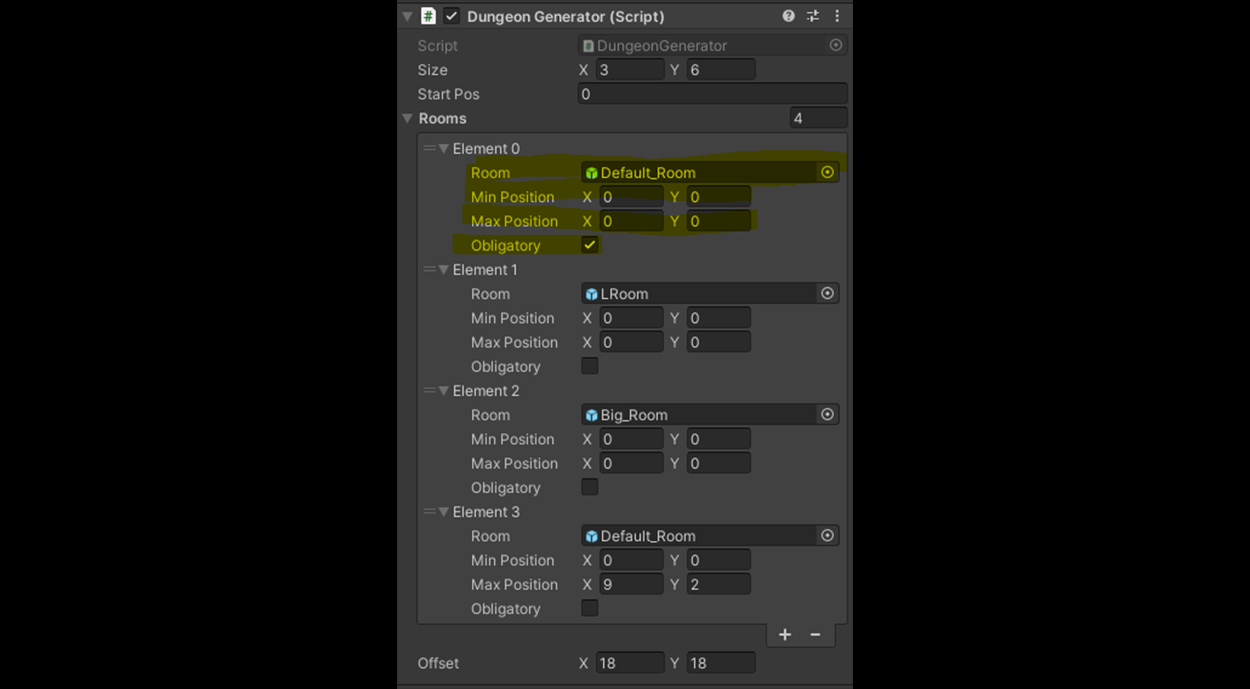 Dungeon Generator (Script)
Script DungeonGenerator
Size X 3 Y 6
Start Pos 0
Rooms 4
Element 0
Room Default_Room
Min Position X 0 Y 0
Max Position X 0 Y 0
Obligatory
Element 1
Room LRoom
Min Position X 0 Y 0
Max Position X 0 Y 0
Obligatory
Element 2
Room Big_Room
Min Position X 0 Y 0
Max Position X 0 Y 0
Obligatory
Element 3
Room Default_Room
Min Position X 0 Y 0
Max Position X 9 Y 2
Obligatory
+ −
Offset X 18 Y 18